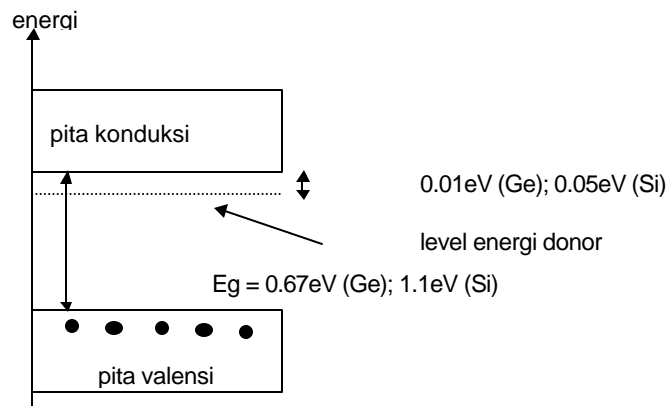 energi
pita konduksi
0.01eV (Ge); 0.05eV (Si)
level energi donor
Eg = 0.67eV (Ge); 1.1eV (Si)
pita valensi